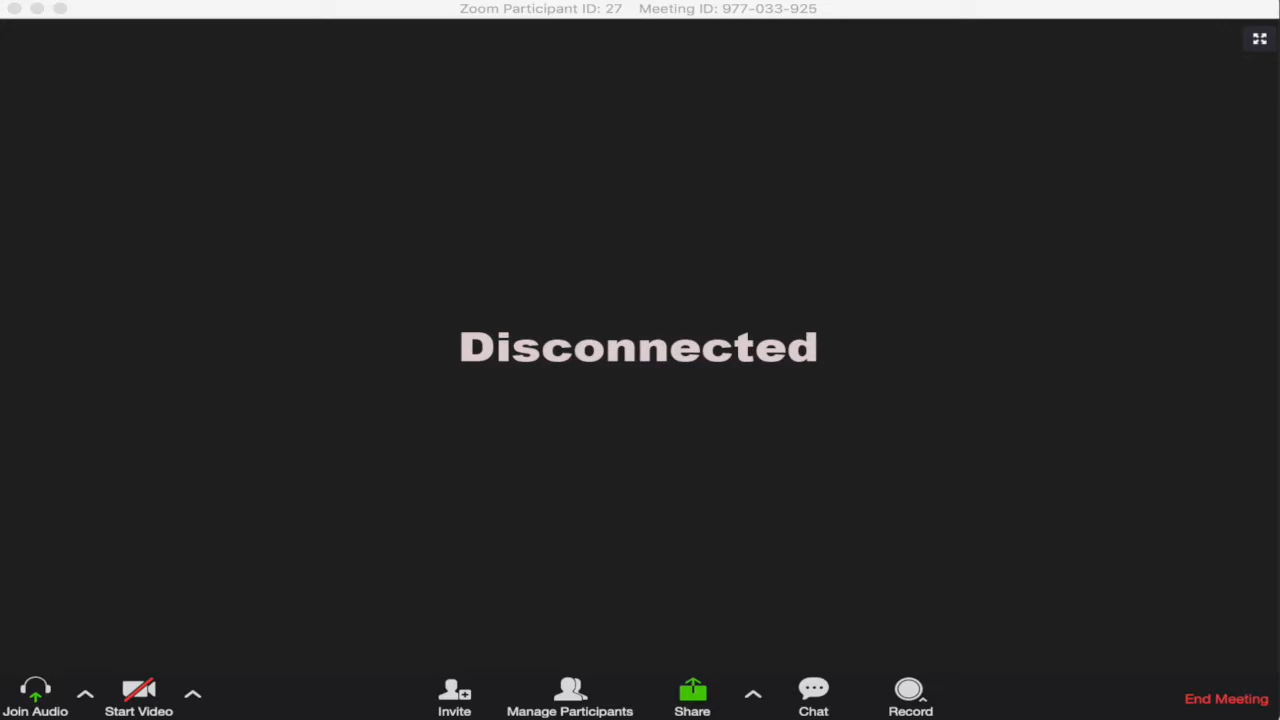 Zoom Participant ID: 27 Meeting ID: 977-033-925
Disconnected
Join Audio Start Video Invite Manage Participants Share Chat Record End Meeting